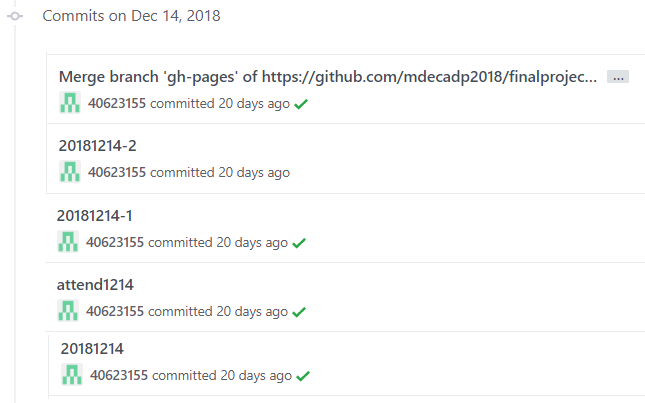 Commits on Dec 14, 2018
Merge branch 'gh-pages' of https://github.com/mdecadp2018/finalprojec... ...
40623155 committed 20 days ago
20181214-2
40623155 committed 20 days ago
20181214-1
40623155 committed 20 days ago
attend1214
40623155 committed 20 days ago
20181214
40623155 committed 20 days ago